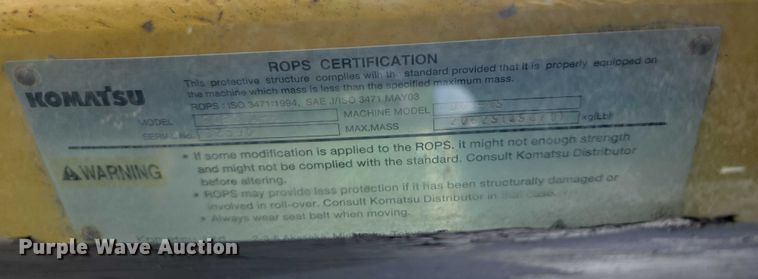 ROPS CERTIFICATION
This protective structure complies with the standard provided that it is properly equipped on
the machine which mass is less than the specified maximum mass.
KOMATSU
ROPS : ISO 3471:1994, SAE J/ISO 3471 MAY03
MODEL MACHINE MODEL
SERIAL No. MAX.MASS kg(Lb)
WARNING
• If some modification is applied to the ROPS, it might not enough strength
and might not be complied with the standard. Consult Komatsu Distributor
before altering.
• ROPS may provide less protection if it has been structurally damaged or
involved in roll-over. Consult Komatsu Distributor in that case.
• Always wear seat belt when moving.
Purple Wave Auction